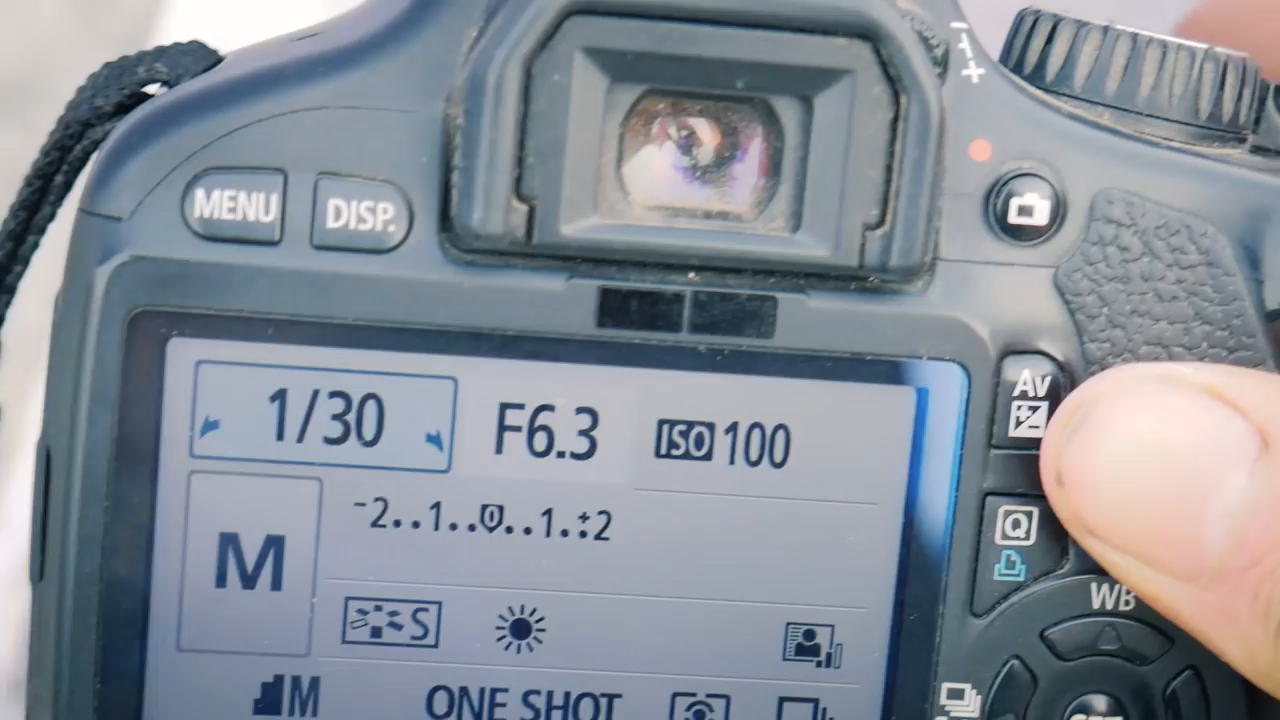 MENU
DISP.
Av
1/30 F6.3 ISO 100
-2..1..0..1.:+2
Q
M
WB
S
M ONE SHOT